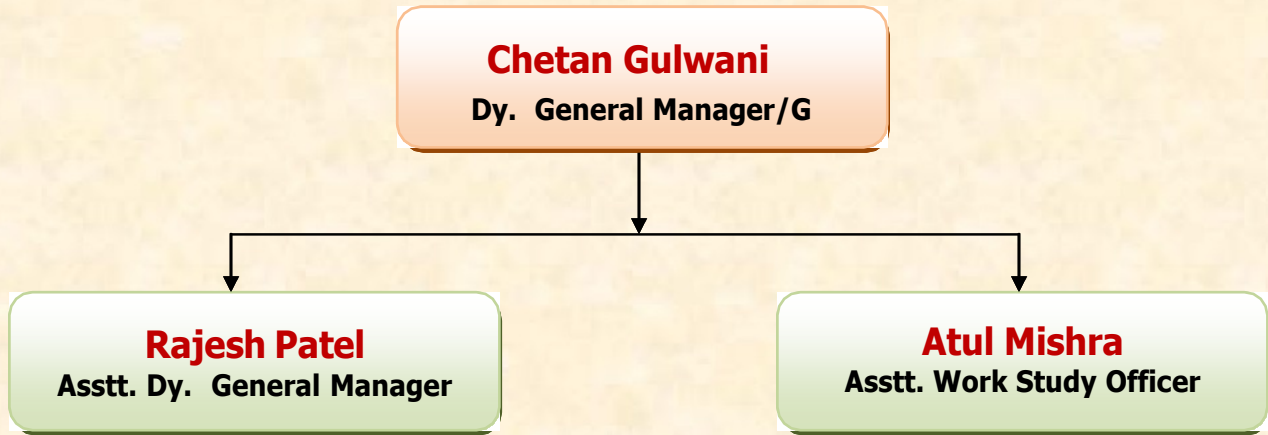 Chetan Gulwani
Dy. General Manager/G
Rajesh Patel
Asstt. Dy. General Manager
Atul Mishra
Asstt. Work Study Officer